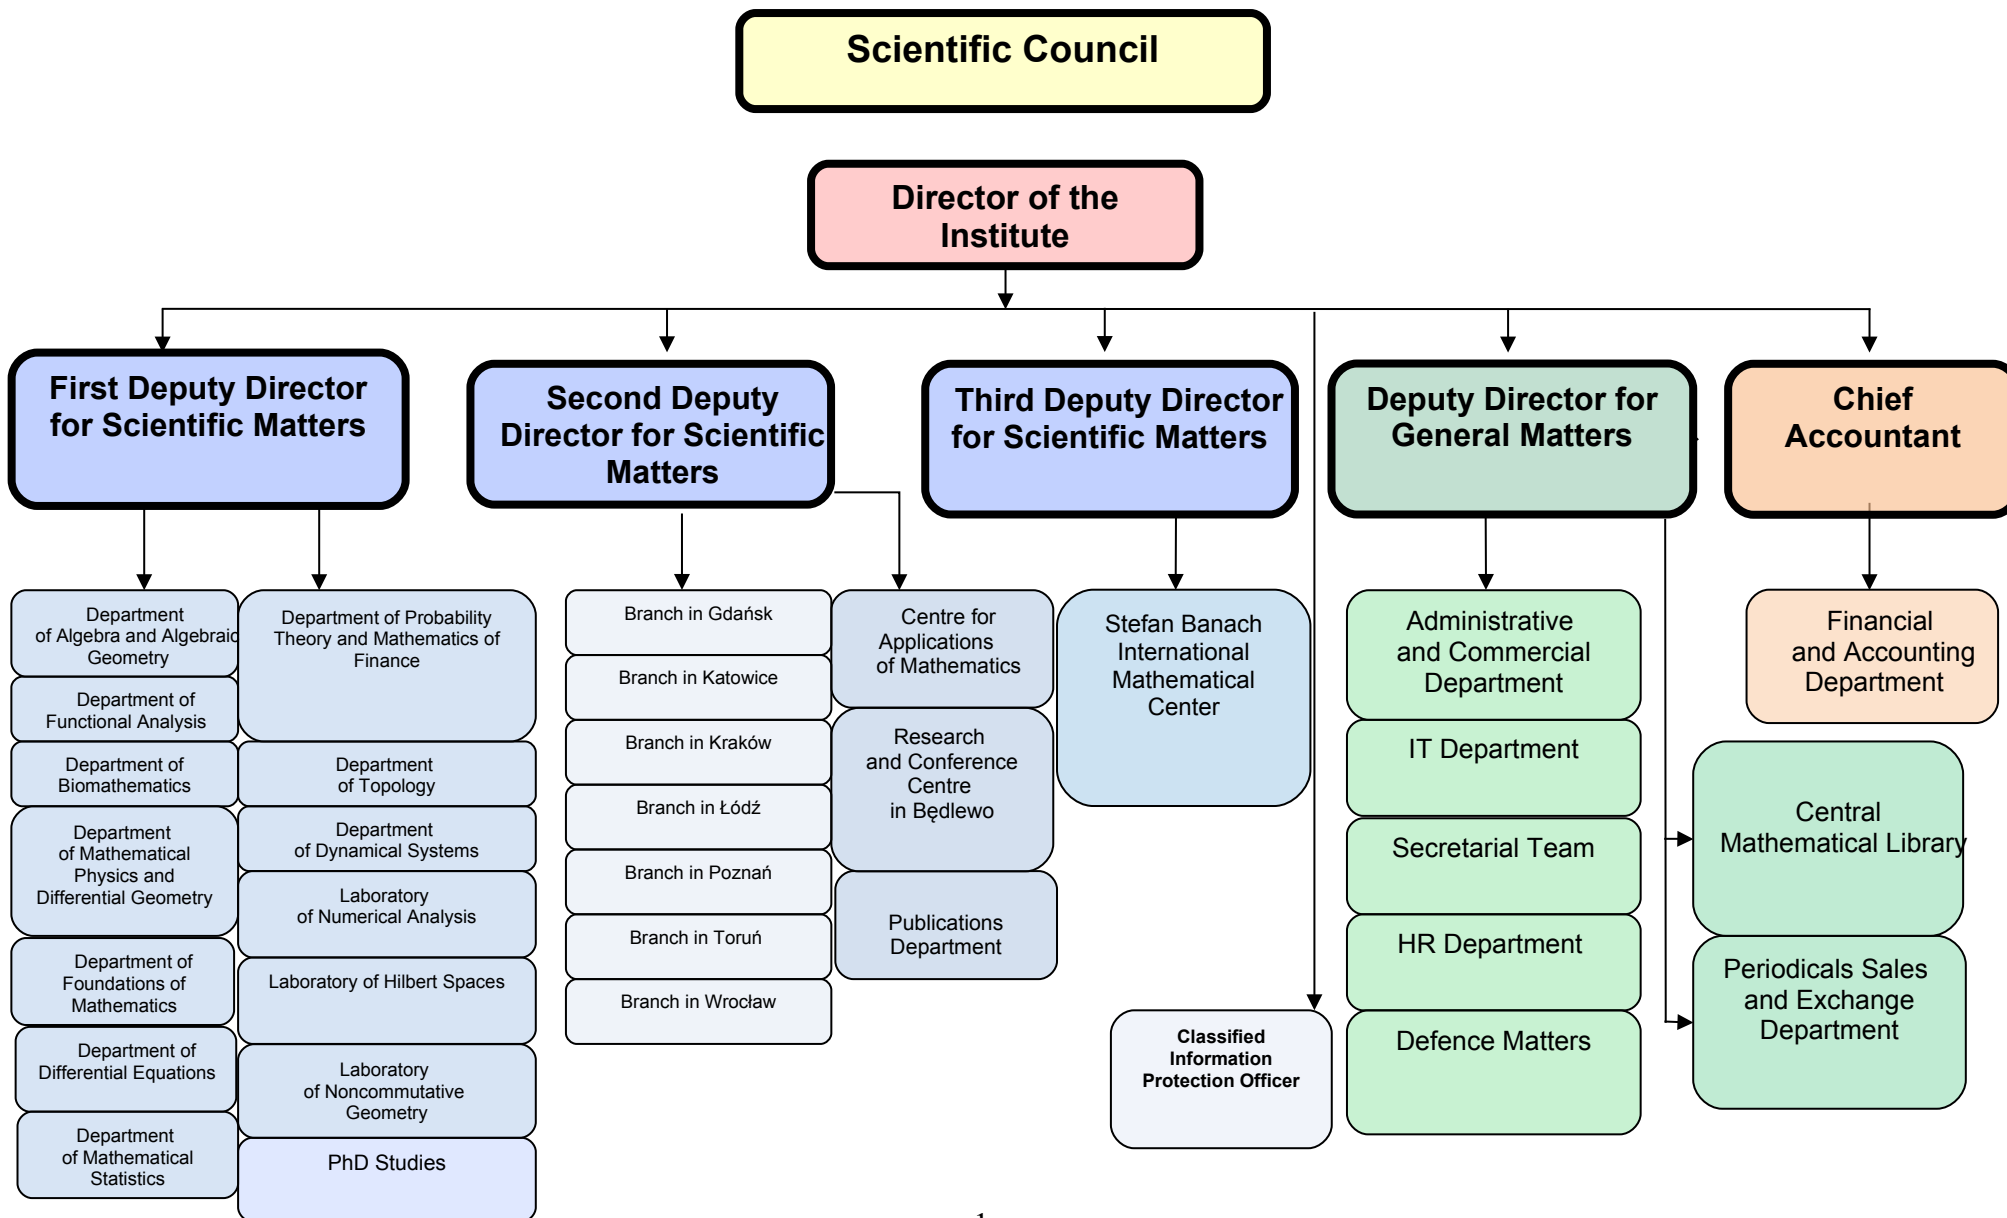 Scientific Council
Director of the
Institute
First Deputy Director
for Scientific Matters
Second Deputy
Director for Scientific
Matters
Third Deputy Director
for Scientific Matters
Deputy Director for
General Matters
Chief
Accountant
Department
of Algebra and Algebraic
Geometry
Department of
Functional Analysis
Department of
Biomathematics
Department
of Mathematical
Physics and
Differential Geometry
Department of
Foundations of
Mathematics
Department of
Differential Equations
Department
of Mathematical
Statistics
Department of Probability
Theory and Mathematics of
Finance
Department
of Topology
Department
of Dynamical Systems
Laboratory
of Numerical Analysis
Laboratory of Hilbert Spaces
Laboratory
of Noncommutative
Geometry
PhD Studies
Branch in Gdańsk
Branch in Katowice
Branch in Kraków
Branch in Łódź
Branch in Poznań
Branch in Toruń
Branch in Wrocław
Centre for
Applications
of Mathematics
Research
and Conference
Centre
in Będlewo
Publications
Department
Stefan Banach
International
Mathematical
Center
Classified
Information
Protection Officer
Administrative
and Commercial
Department
IT Department
Secretarial Team
HR Department
Defence Matters
Financial
and Accounting
Department
Central
Mathematical Library
Periodicals Sales
and Exchange
Department